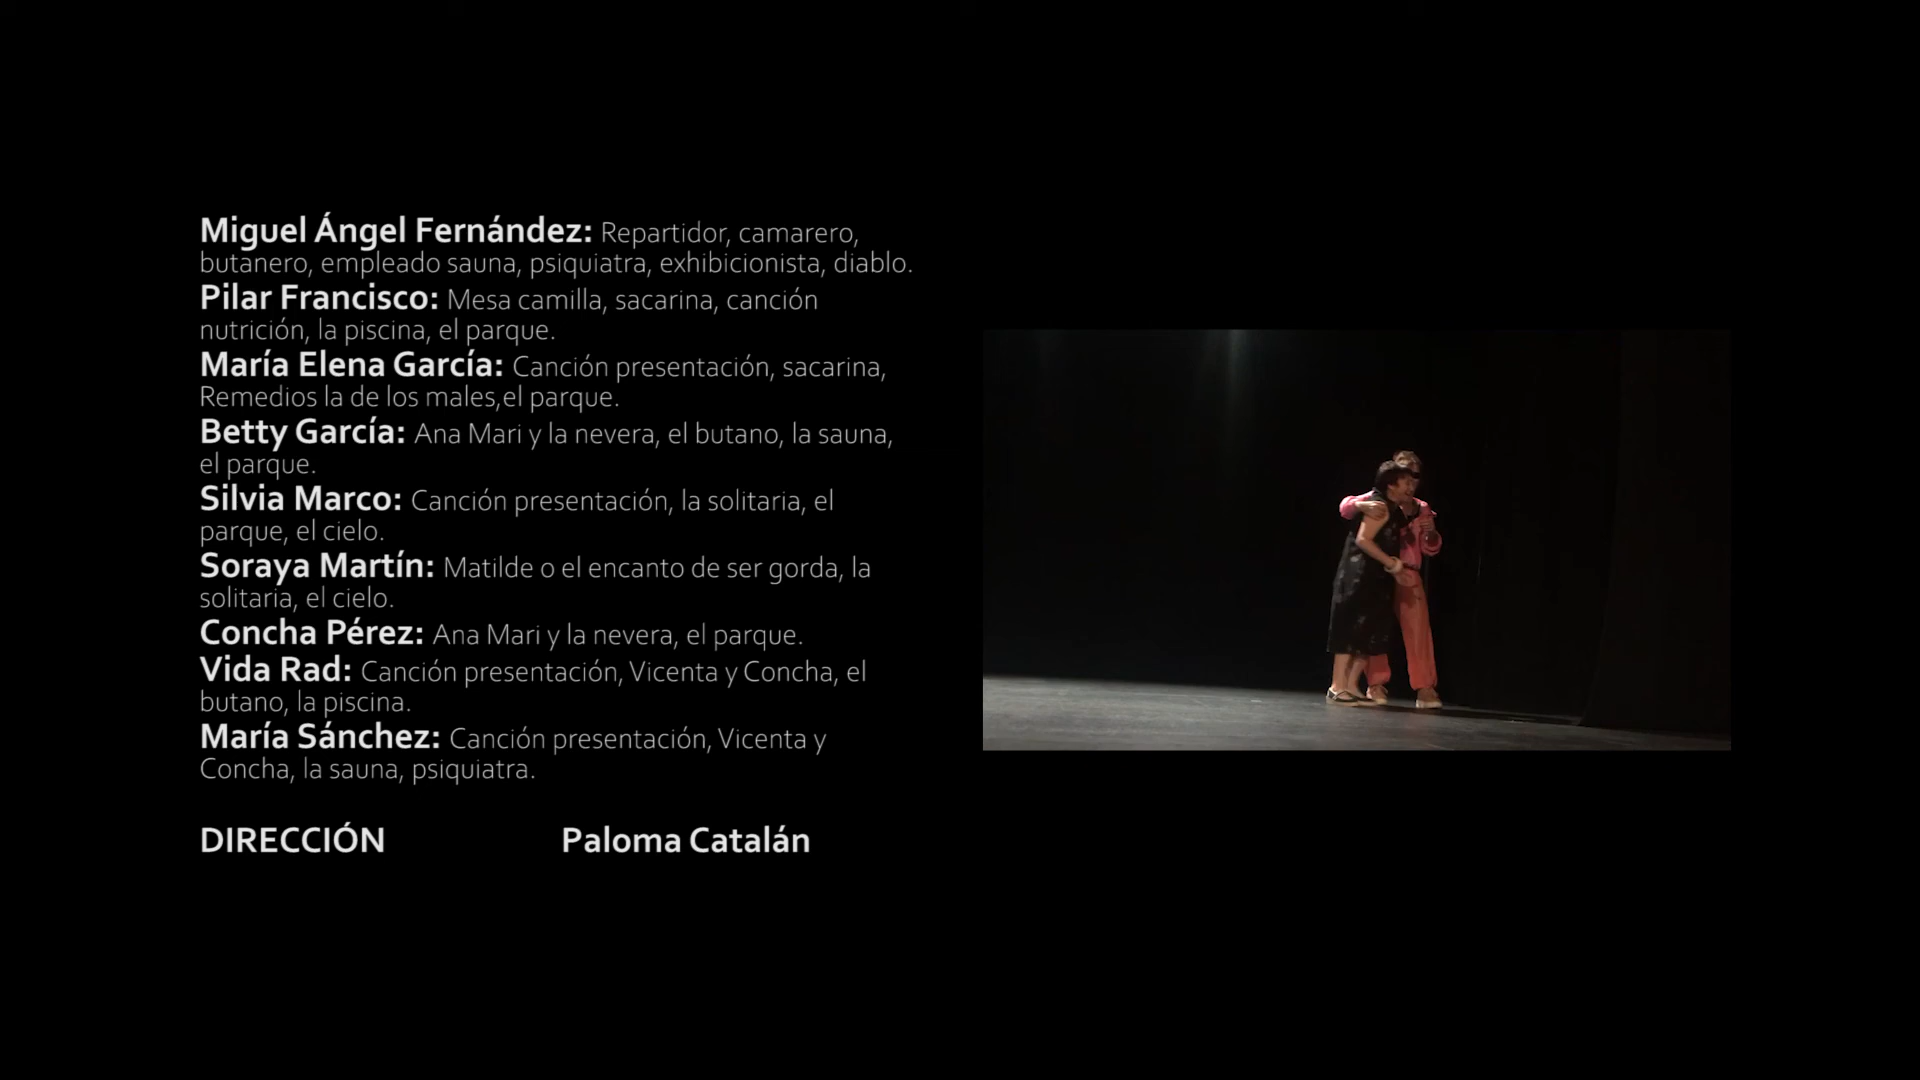 Miguel Ángel Fernández: Repartidor, camarero,
butanero, empleado sauna, psiquiatra, exhibicionista, diablo.
Pilar Francisco: Mesa camilla, sacarina, canción
nutrición, la piscina, el parque.
María Elena García: Canción presentación, sacarina,
Remedios la de los males,el parque.
Betty García: Ana Mari y la nevera, el butano, la sauna,
el parque.
Silvia Marco: Canción presentación, la solitaria, el
parque, el cielo.
Soraya Martín: Matilde o el encanto de ser gorda, la
solitaria, el cielo.
Concha Pérez: Ana Mari y la nevera, el parque.
Vida Rad: Canción presentación, Vicenta y Concha, el
butano, la piscina.
María Sánchez: Canción presentación, Vicenta y
Concha, la sauna, psiquiatra.
DIRECCIÓN Paloma Catalán